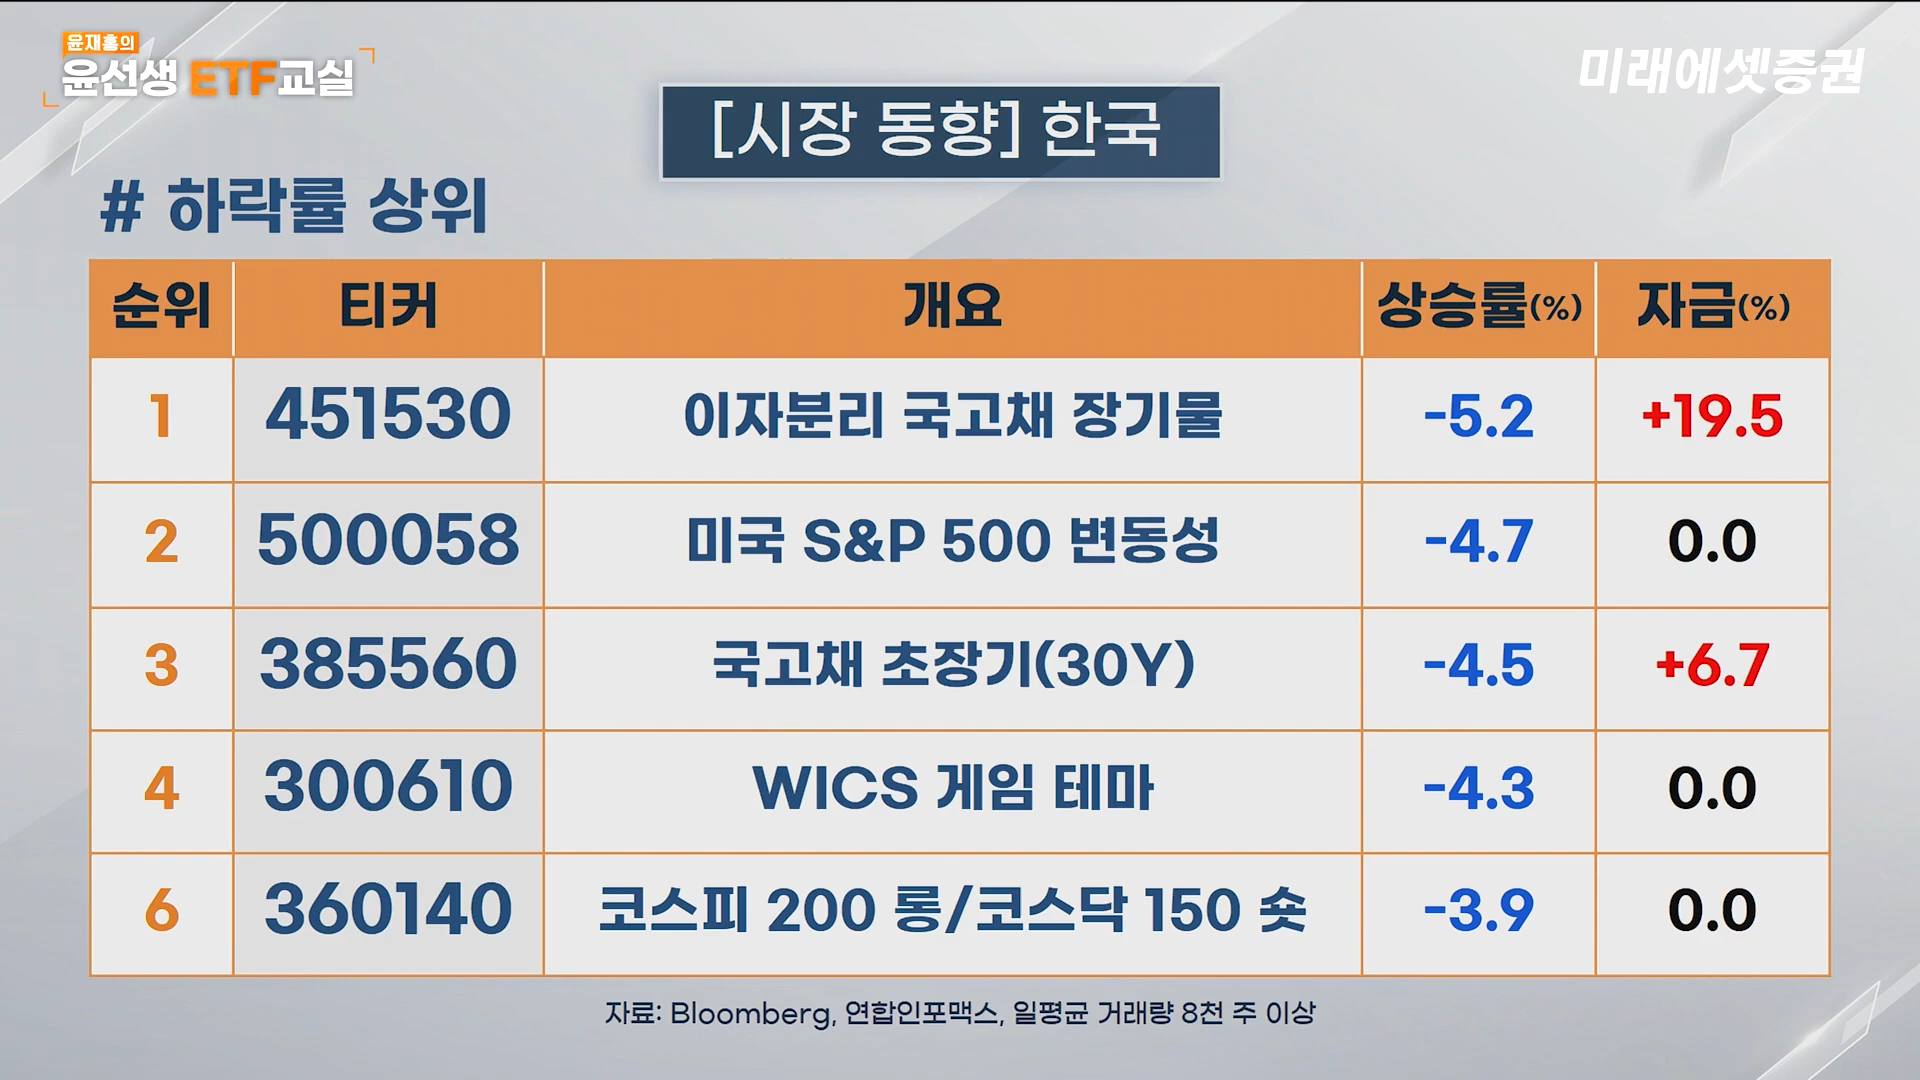 윤재홍의
윤선생 ETF교실
미래에셋증권
[시장 동향] 한국
# 하락률 상위
순위 티커 개요 상승률(%) 자금(%)
1 451530 이자분리 국고채 장기물 -5.2 +19.5
2 500058 미국 S&P 500 변동성 -4.7 0.0
3 385560 국고채 초장기(30Y) -4.5 +6.7
4 300610 WICS 게임 테마 -4.3 0.0
6 360140 코스피 200 롱/코스닥 150 숏 -3.9 0.0
자료: Bloomberg, 연합인포맥스, 일평균 거래량 8천 주 이상